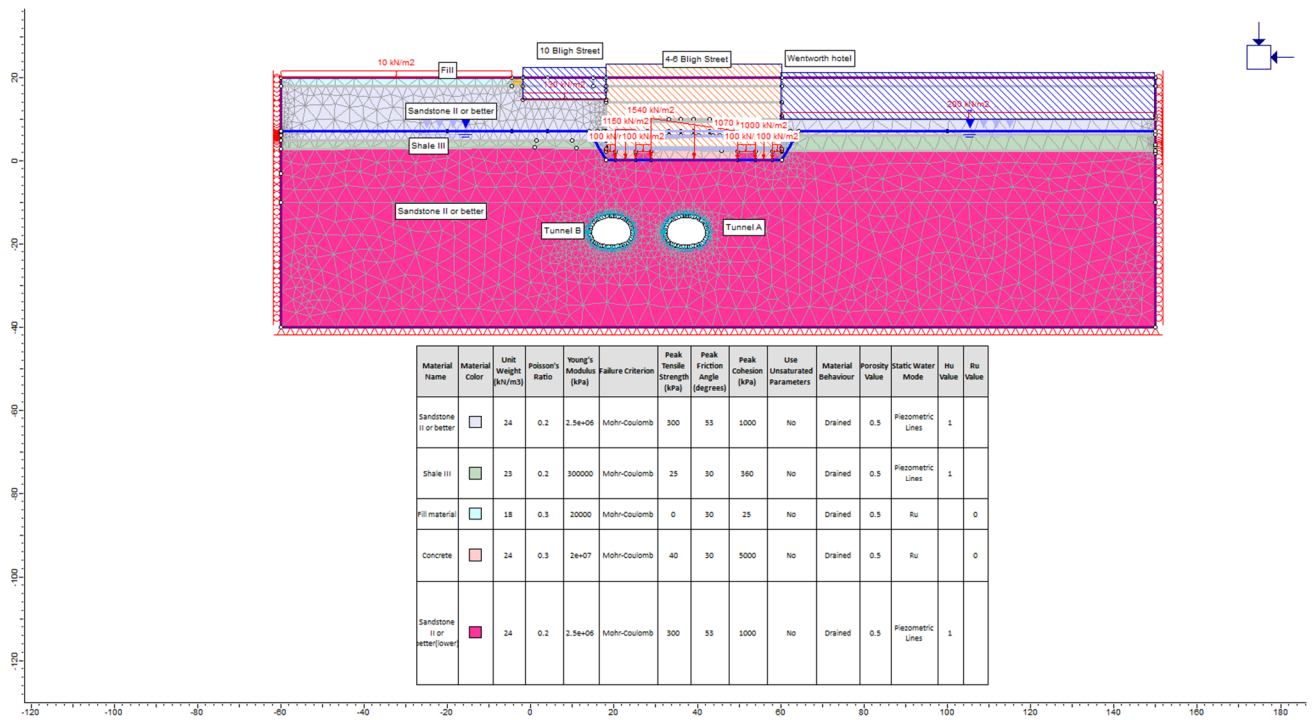 10 Bligh Street
4-6 Bligh Street
Wentworth hotel
10 kN/m2
Fill
130 kN/m2
200 kN/m2
Sandstone II or better
1540 kN/m2
1150 kN/m2
1070 k
1000 kN/m2
100 kN/
100 kN/m2
100 kN/
100 kN/m2
Shale III
Sandstone II or better
Tunnel B
Tunnel A
20
0
-20
-40
-60
-80
-100
-120
Material Name Material Color Unit Weight (kN/m3) Poisson's Ratio Young's Modulus (kPa) Failure Criterion Peak Tensile Strength (kPa) Peak Friction Angle (degrees) Peak Cohesion (kPa) Use Unsaturated Parameters Material Behaviour Porosity Value Static Water Mode Hu Value Ru Value
Sandstone II or better 24 0.2 2.5e+06 Mohr-Coulomb 300 53 1000 No Drained 0.5 Piezometric Lines 1
Shale III 23 0.2 300000 Mohr-Coulomb 25 30 360 No Drained 0.5 Piezometric Lines 1
Fill material 18 0.3 20000 Mohr-Coulomb 0 30 25 No Drained 0.5 Ru 0
Concrete 24 0.3 2e+07 Mohr-Coulomb 40 30 5000 No Drained 0.5 Ru 0
Sandstone II or better(lower) 24 0.2 2.5e+06 Mohr-Coulomb 300 53 1000 No Drained 0.5 Piezometric Lines 1
-120 -100 -80 -60 -40 -20 0 20 40 60 80 100 120 140 160 180